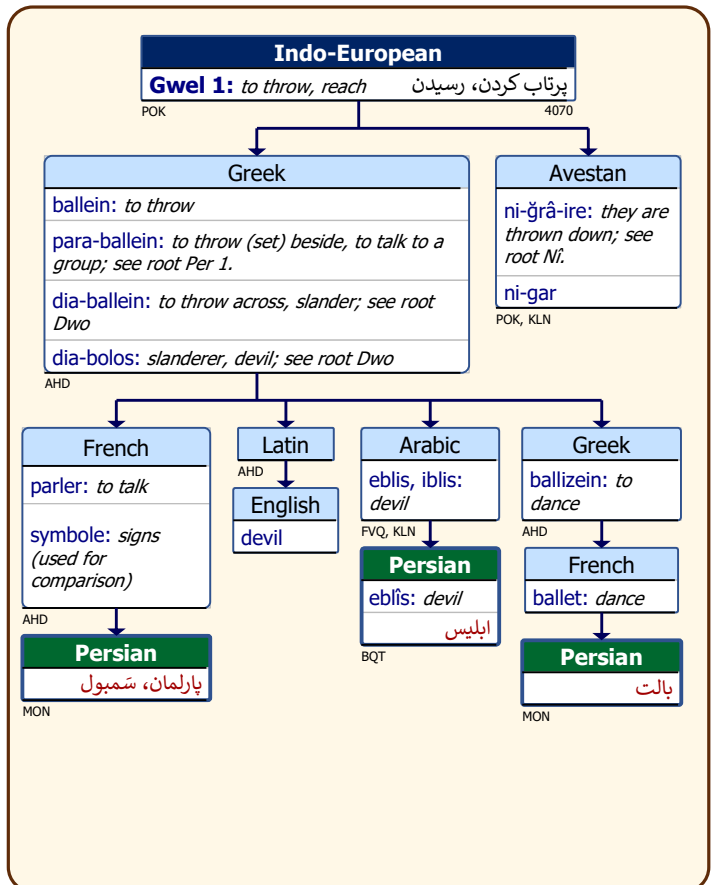 Indo-European
Gwel 1: to throw, reach پرتاب کردن، رسیدن
POK 4070
Greek
ballein: to throw
para-ballein: to throw (set) beside, to talk to a
group; see root Per 1.
dia-ballein: to throw across, slander; see root
Dwo
dia-bolos: slanderer, devil; see root Dwo
AHD
Avestan
ni-ğrâ-ire: they are
thrown down; see
root Nî.
ni-gar
POK, KLN
French
parler: to talk
symbole: signs
(used for
comparison)
AHD
Persian
پارلمان، سَمبول
MON
Latin
AHD
English
devil
Arabic
eblis, iblis:
devil
FVQ, KLN
Persian
eblîs: devil
ابلیس
BQT
Greek
ballizein: to
dance
AHD
French
ballet: dance
Persian
بالت
MON